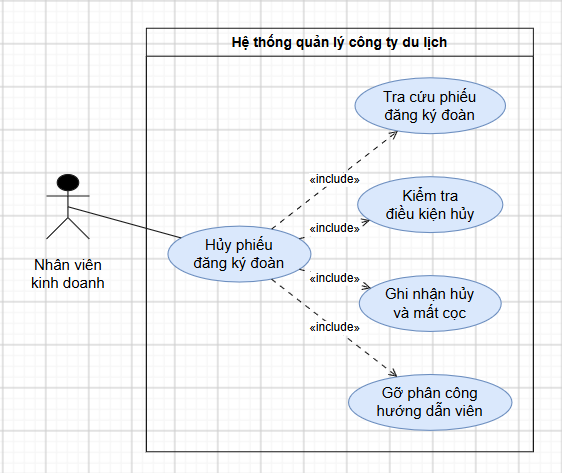 Hệ thống quản lý công ty du lịch
Tra cứu phiếu
đăng ký đoàn
«include»
Kiểm tra
điều kiện hủy
«include»
Nhân viên
kinh doanh
Hủy phiếu
đăng ký đoàn
«include»
Ghi nhận hủy
và mất cọc
«include»
Gỡ phân công
hướng dẫn viên